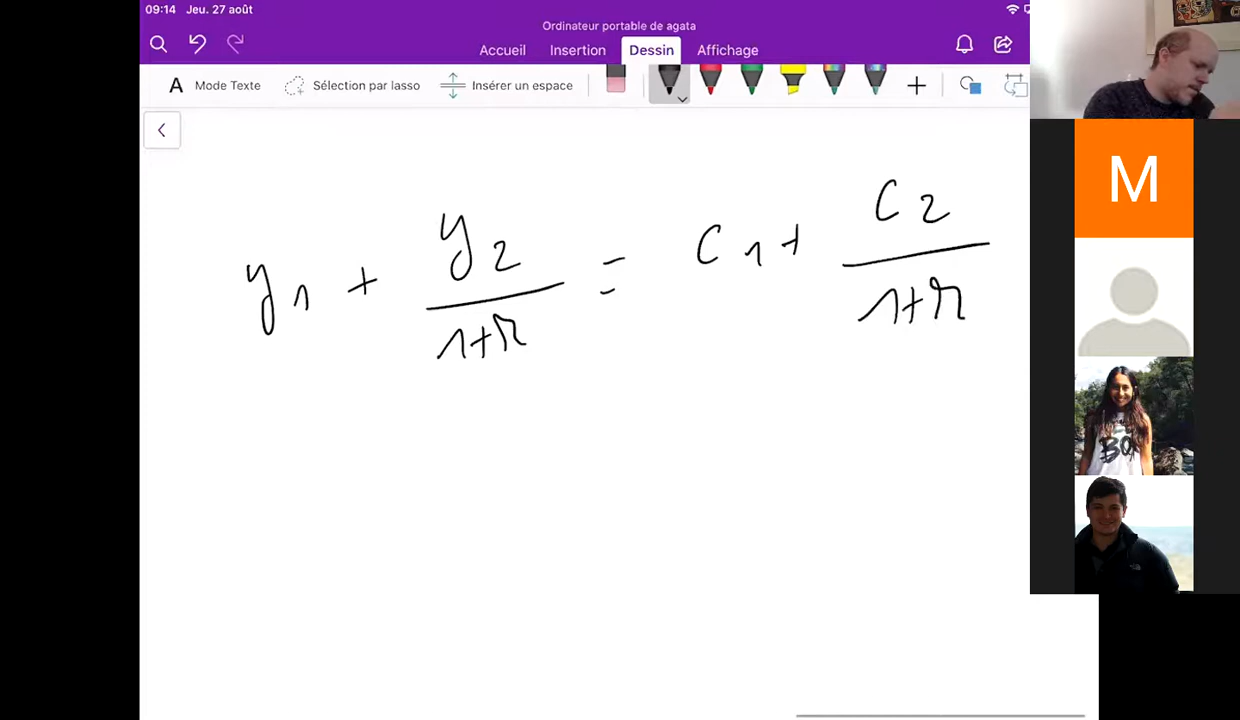 09:14 Jeu. 27 août
Ordinateur portable de agata
Accueil Insertion Dessin Affichage
A Mode Texte Sélection par lasso Insérer un espace
y1 + y2/(1+r) = c1 + c2/(1+r)
M
BO